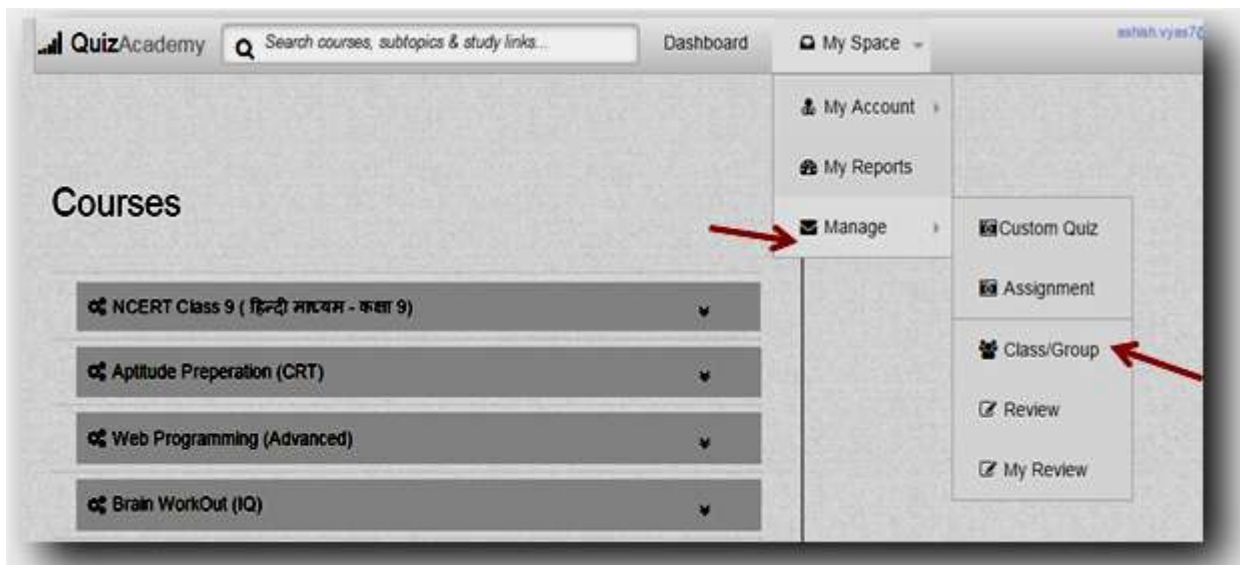 QuizAcademy Search courses, subtopics & study links... Dashboard My Space
My Account
My Reports
Courses
Manage
Custom Quiz
Assignment
Class/Group
Review
My Review
NCERT Class 9 ( हिन्दी माध्यम - कक्षा 9)
Aptitude Preperation (CRT)
Web Programming (Advanced)
Brain WorkOut (IQ)